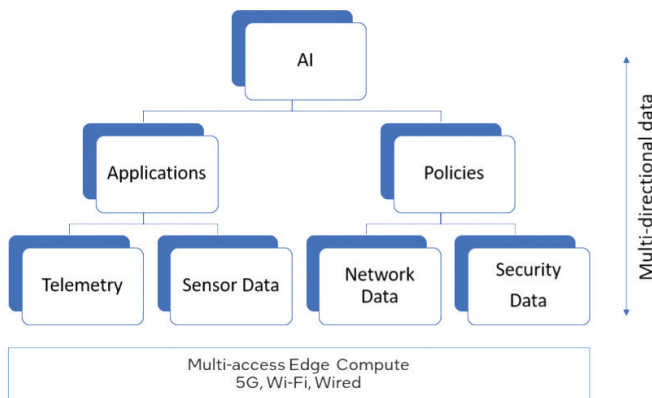 AI
Applications
Policies
Telemetry
Sensor Data
Network
Data
Security
Data
Multi-directional data
Multi-access Edge Compute
5G, Wi-Fi, Wired